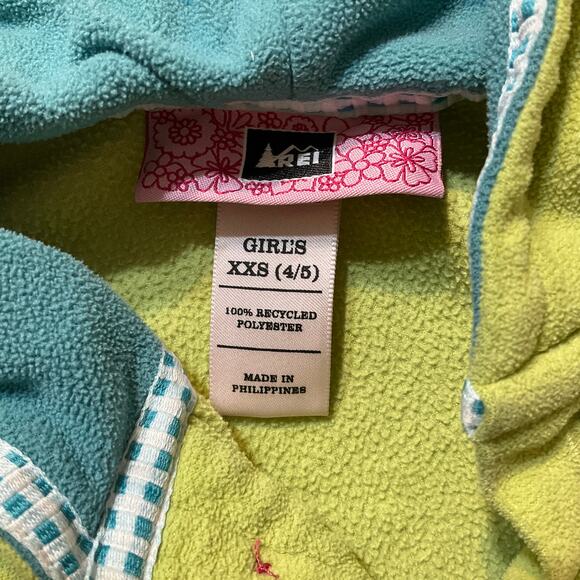 REI
GIRL'S
XXS (4/5)
100% RECYCLED
POLYESTER
MADE IN
PHILIPPINES